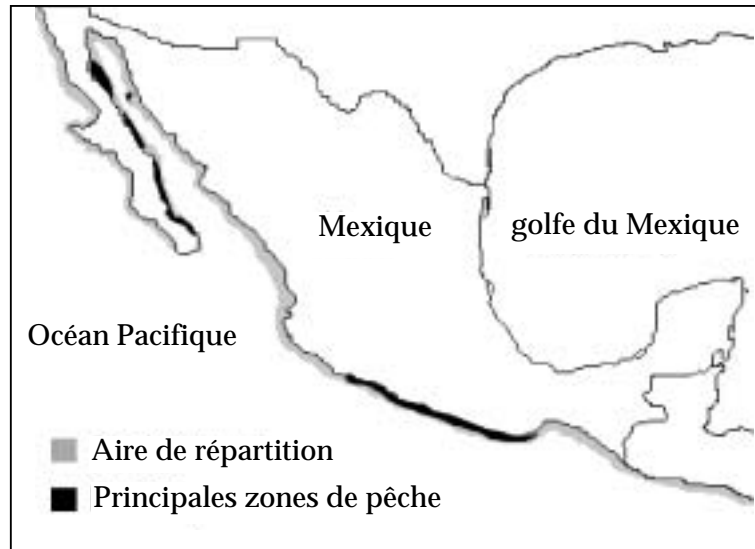 Mexique
golfe du Mexique
Océan Pacifique
Aire de répartition
Principales zones de pêche